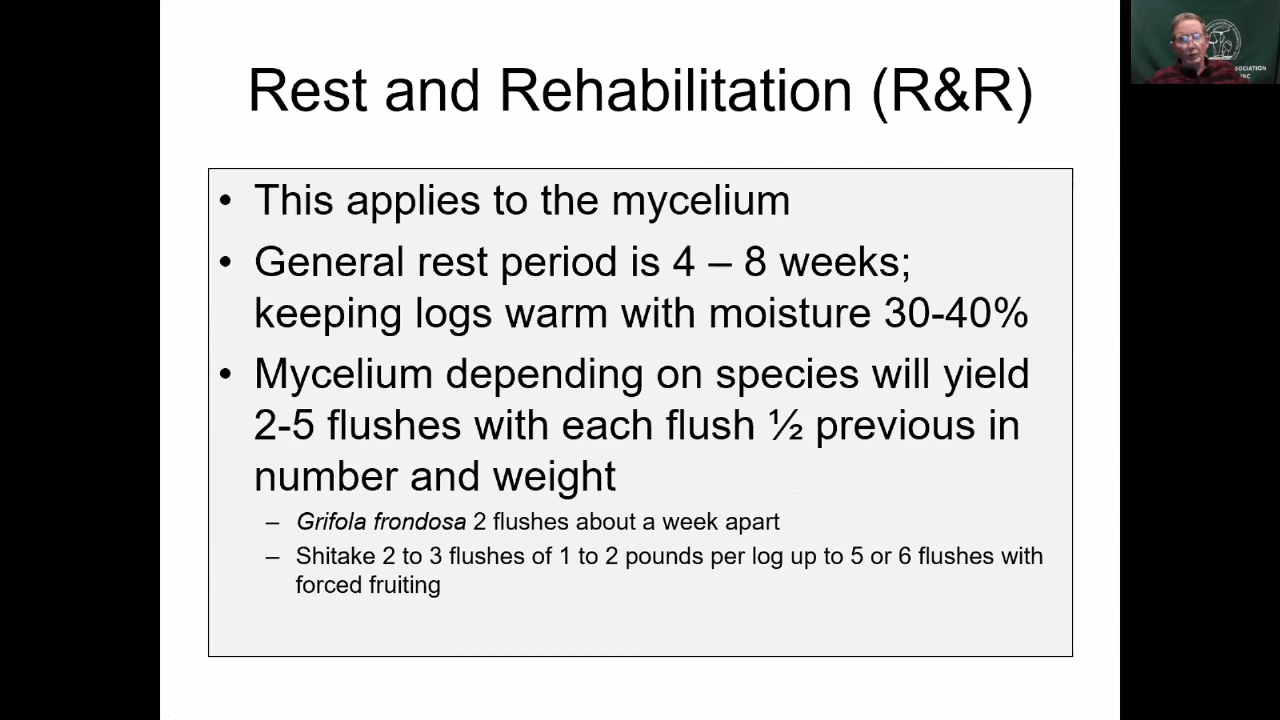 Rest and Rehabilitation (R&R)
• This applies to the mycelium
• General rest period is 4 – 8 weeks;
keeping logs warm with moisture 30-40%
• Mycelium depending on species will yield
2-5 flushes with each flush ½ previous in
number and weight
– Grifola frondosa 2 flushes about a week apart
– Shitake 2 to 3 flushes of 1 to 2 pounds per log up to 5 or 6 flushes with
forced fruiting
INC